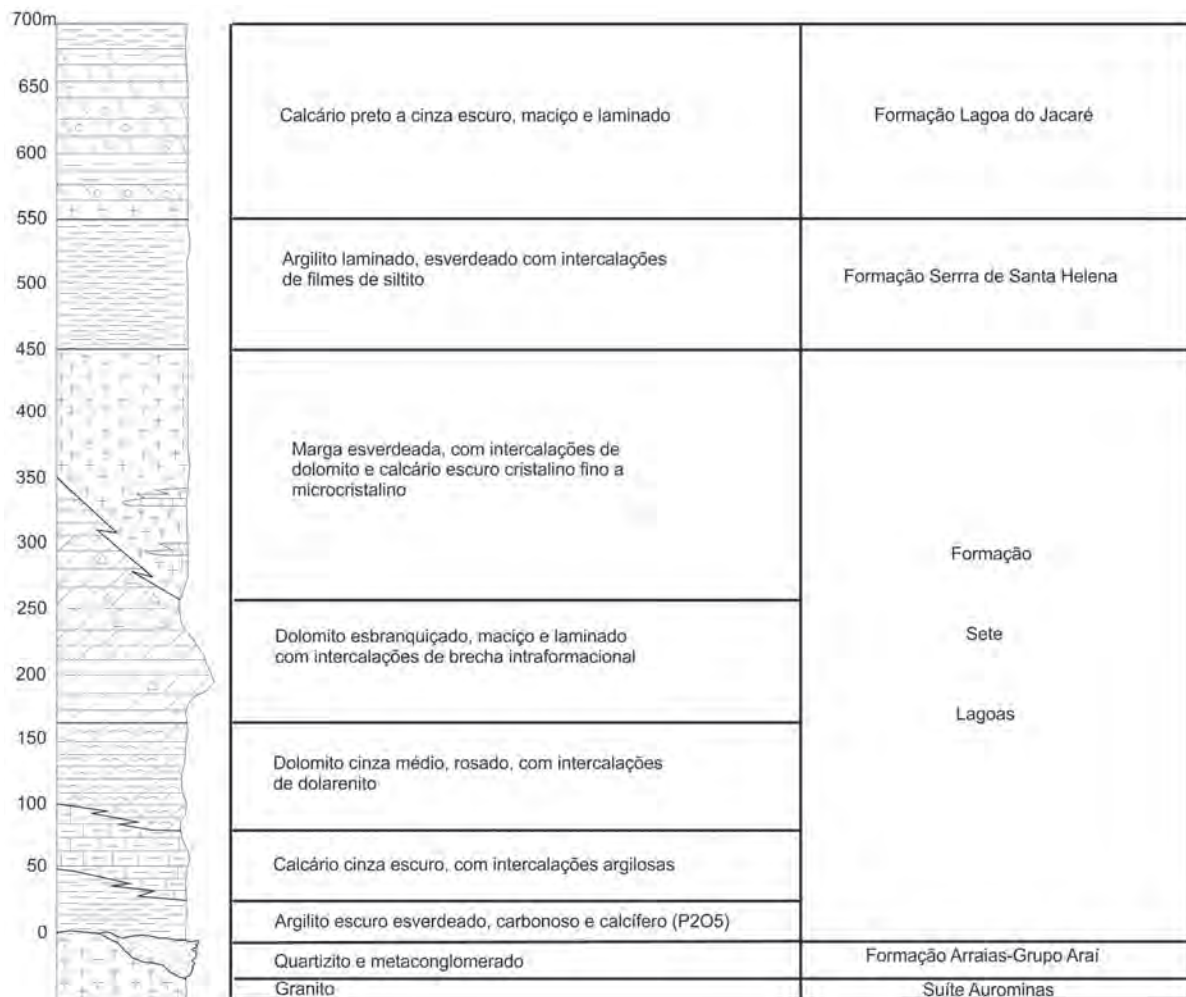 700m
650
600
550
500
450
400
350
300
250
200
150
100
50
0
Calcário preto a cinza escuro, maciço e laminado
Formação Lagoa do Jacaré
Argilito laminado, esverdeado com intercalações
de filmes de siltito
Formação Serrra de Santa Helena
Marga esverdeada, com intercalações de
dolomito e calcário escuro cristalino fino a
microcristalino
Dolomito esbranquiçado, maciço e laminado
com intercalações de brecha intraformacional
Dolomito cinza médio, rosado, com intercalações
de dolarenito
Calcário cinza escuro, com intercalações argilosas
Argilito escuro esverdeado, carbonoso e calcífero (P2O5)
Formação
Sete
Lagoas
Quartizito e metaconglomerado
Formação Arraias-Grupo Araí
Granito
Suíte Aurominas